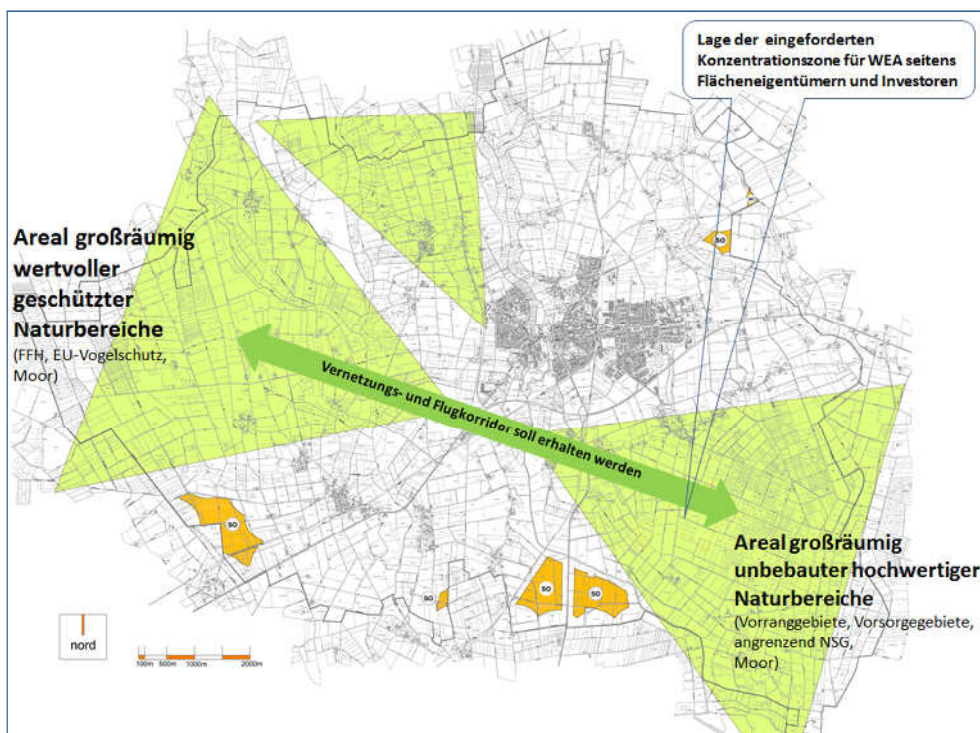 Lage der eingeforderten
Konzentrationszone für WEA seitens
Flächeneigentümern und Investoren
Areal großräumig
wertvoller
geschützter
Naturbereiche
(FFH, EU-Vogelschutz,
Moor)
Vernetzungs- und Flugkorridor soll erhalten werden
SO
SO
SO
SO
SO
Areal großräumig
unbebauter hochwertiger
Naturbereiche
(Vorranggebiete, Vorsorgegebiete,
angrenzend NSG,
Moor)
nord
100m 500m 1000m 2000m